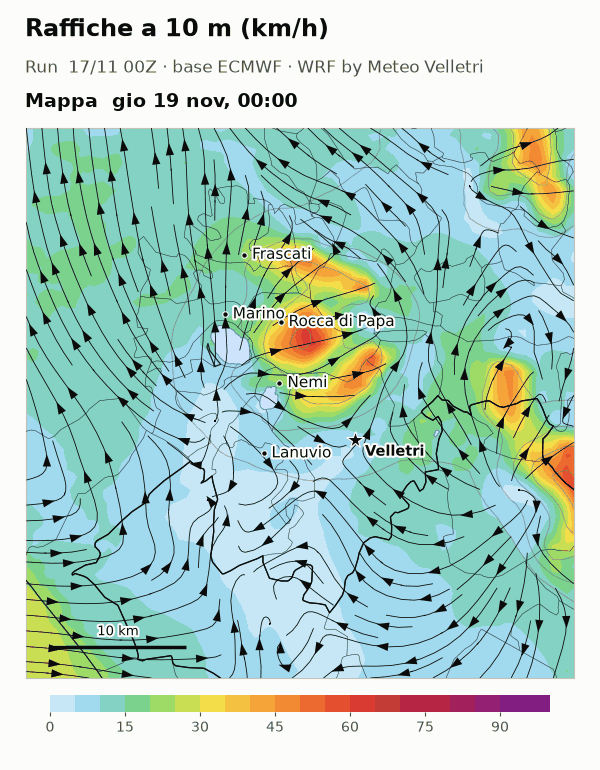 Raffiche a 10 m (km/h)
Run 17/11 00Z · base ECMWF · WRF by Meteo Velletri
Mappa gio 19 nov, 00:00
Frascati
Marino
Rocca di Papa
Nemi
Velletri
Lanuvio
10 km
0 15 30 45 60 75 90